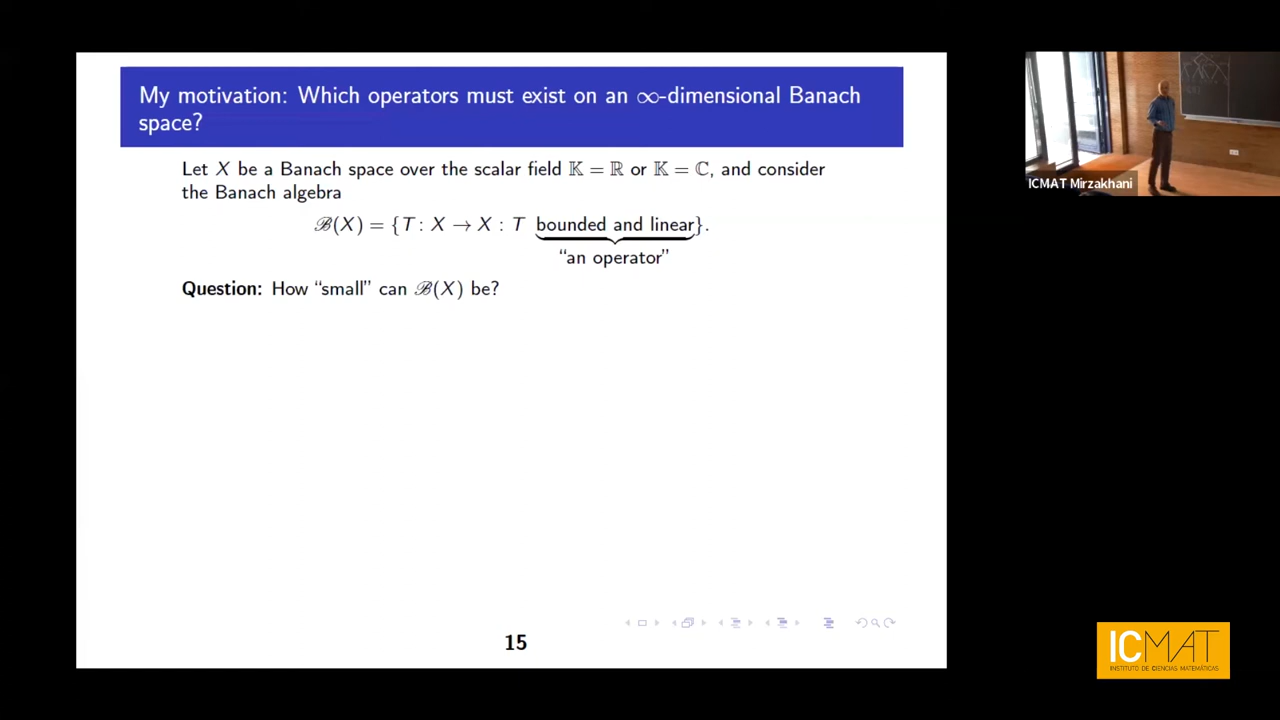 My motivation: Which operators must exist on an ∞-dimensional Banach
space?
Let X be a Banach space over the scalar field 𝕂 = ℝ or 𝕂 = ℂ, and consider
the Banach algebra
ℬ(X) = {T : X → X : T bounded and linear}.
“an operator”
Question: How “small” can ℬ(X) be?
15
ICMAT Mirzakhani
ICMAT
INSTITUTO DE CIENCIAS MATEMÁTICAS